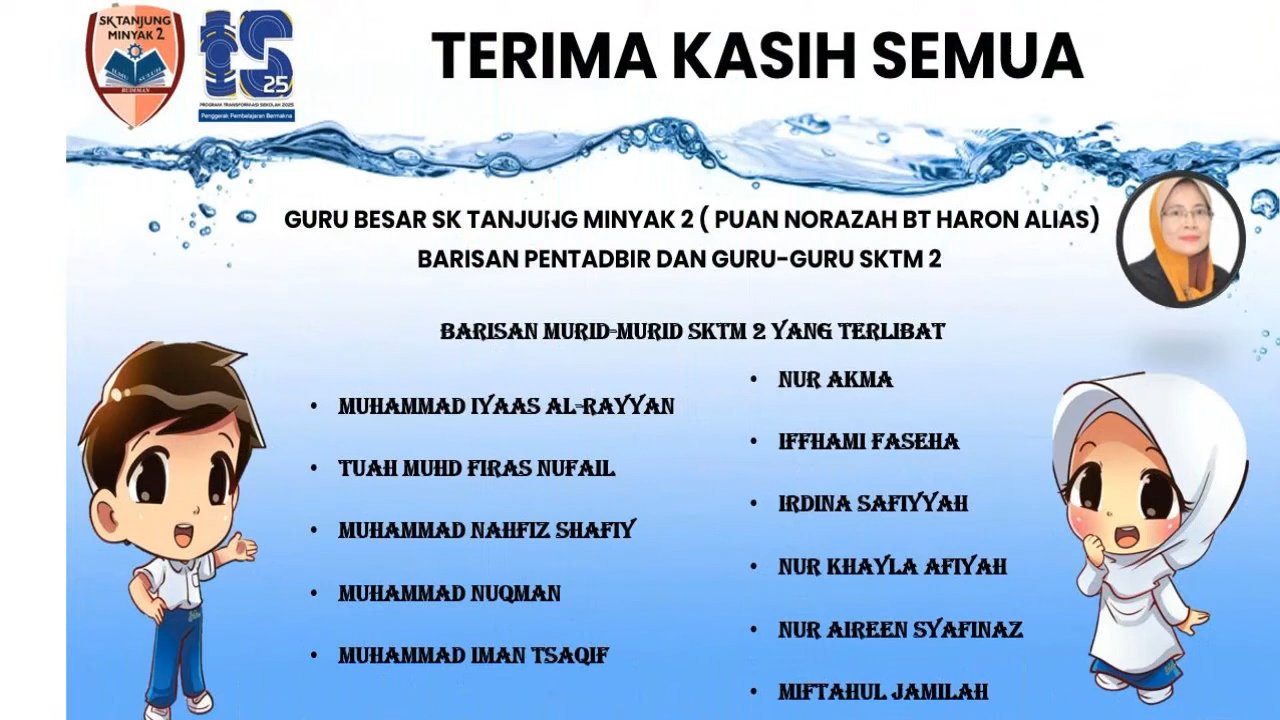 SK TANJUNG
MINYAK 2
BUDIMAN
25
PROGRAM TRANSFORMASI SEKOLAH 2025
Penggerak Pembelajaran Bermakna
TERIMA KASIH SEMUA
GURU BESAR SK TANJUNG MINYAK 2 ( PUAN NORAZAH BT HARON ALIAS)
BARISAN PENTADBIR DAN GURU-GURU SKTM 2
BARISAN MURID-MURID SKTM 2 YANG TERLIBAT
• MUHAMMAD IYAAS AL-RAYYAN
• TUAH MUHD FIRAS NUFAIL
• MUHAMMAD NAHFIZ SHAFIY
• MUHAMMAD NUQMAN
• MUHAMMAD IMAN TSAQIF
• NUR AKMA
• IFFHAMI FASEHA
• IRDINA SAFIYYAH
• NUR KHAYLA AFIYAH
• NUR AIREEN SYAFINAZ
• MIFTAHUL JAMILAH